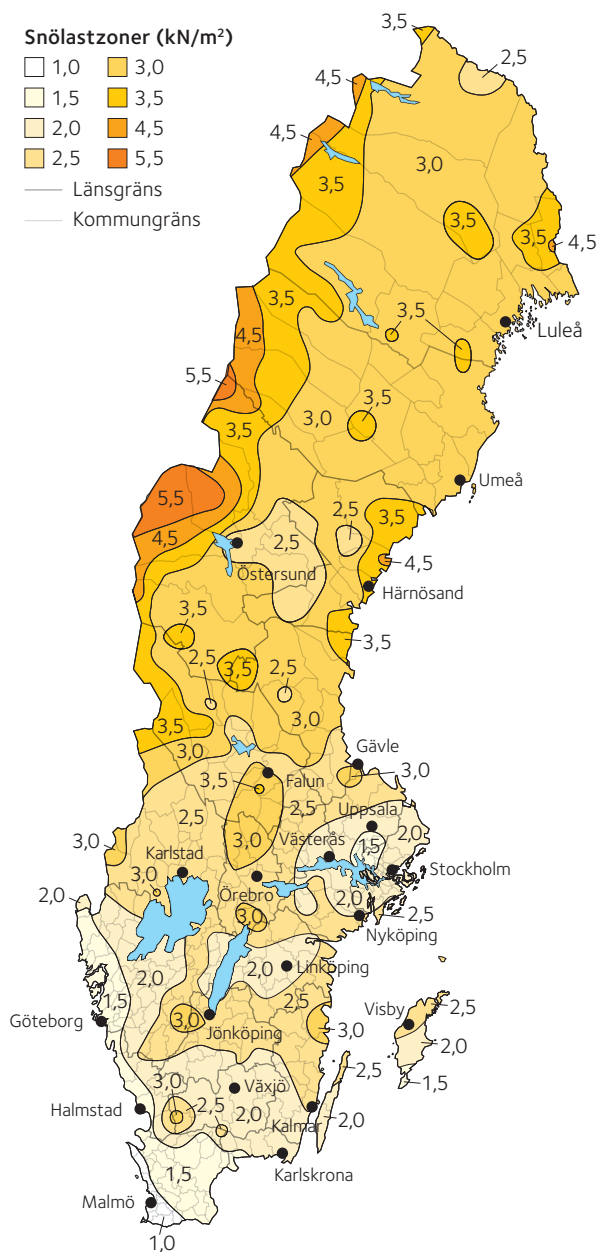 Snölastzoner (kN/m²)
1,0 3,0
1,5 3,5
2,0 4,5
2,5 5,5
Länsgräns
Kommungräns
3,5
2,5
4,5
4,5
3,0
3,5
3,5
3,5
4,5
3,5
3,5
Luleå
4,5
5,5
3,5
3,0
3,5
Umeå
5,5
2,5
3,5
4,5
2,5
4,5
Östersund
Härnösand
3,5
3,5
2,5
3,5
2,5
3,0
3,5
3,0
Gävle
3,5
Falun
3,0
2,5
2,5
Uppsala
3,0
Västerås
1,5
2,0
3,0
Karlstad
Stockholm
3,0
Örebro
2,0
2,0
3,0
2,5
Nyköping
2,0
2,0
Linköping
1,5
2,5
Visby
2,5
Göteborg
3,0
Jönköping
3,0
2,0
2,5
1,5
3,0
Växjö
Halmstad
2,5
2,0
Kalmar
2,0
Karlskrona
1,5
Malmö
1,0